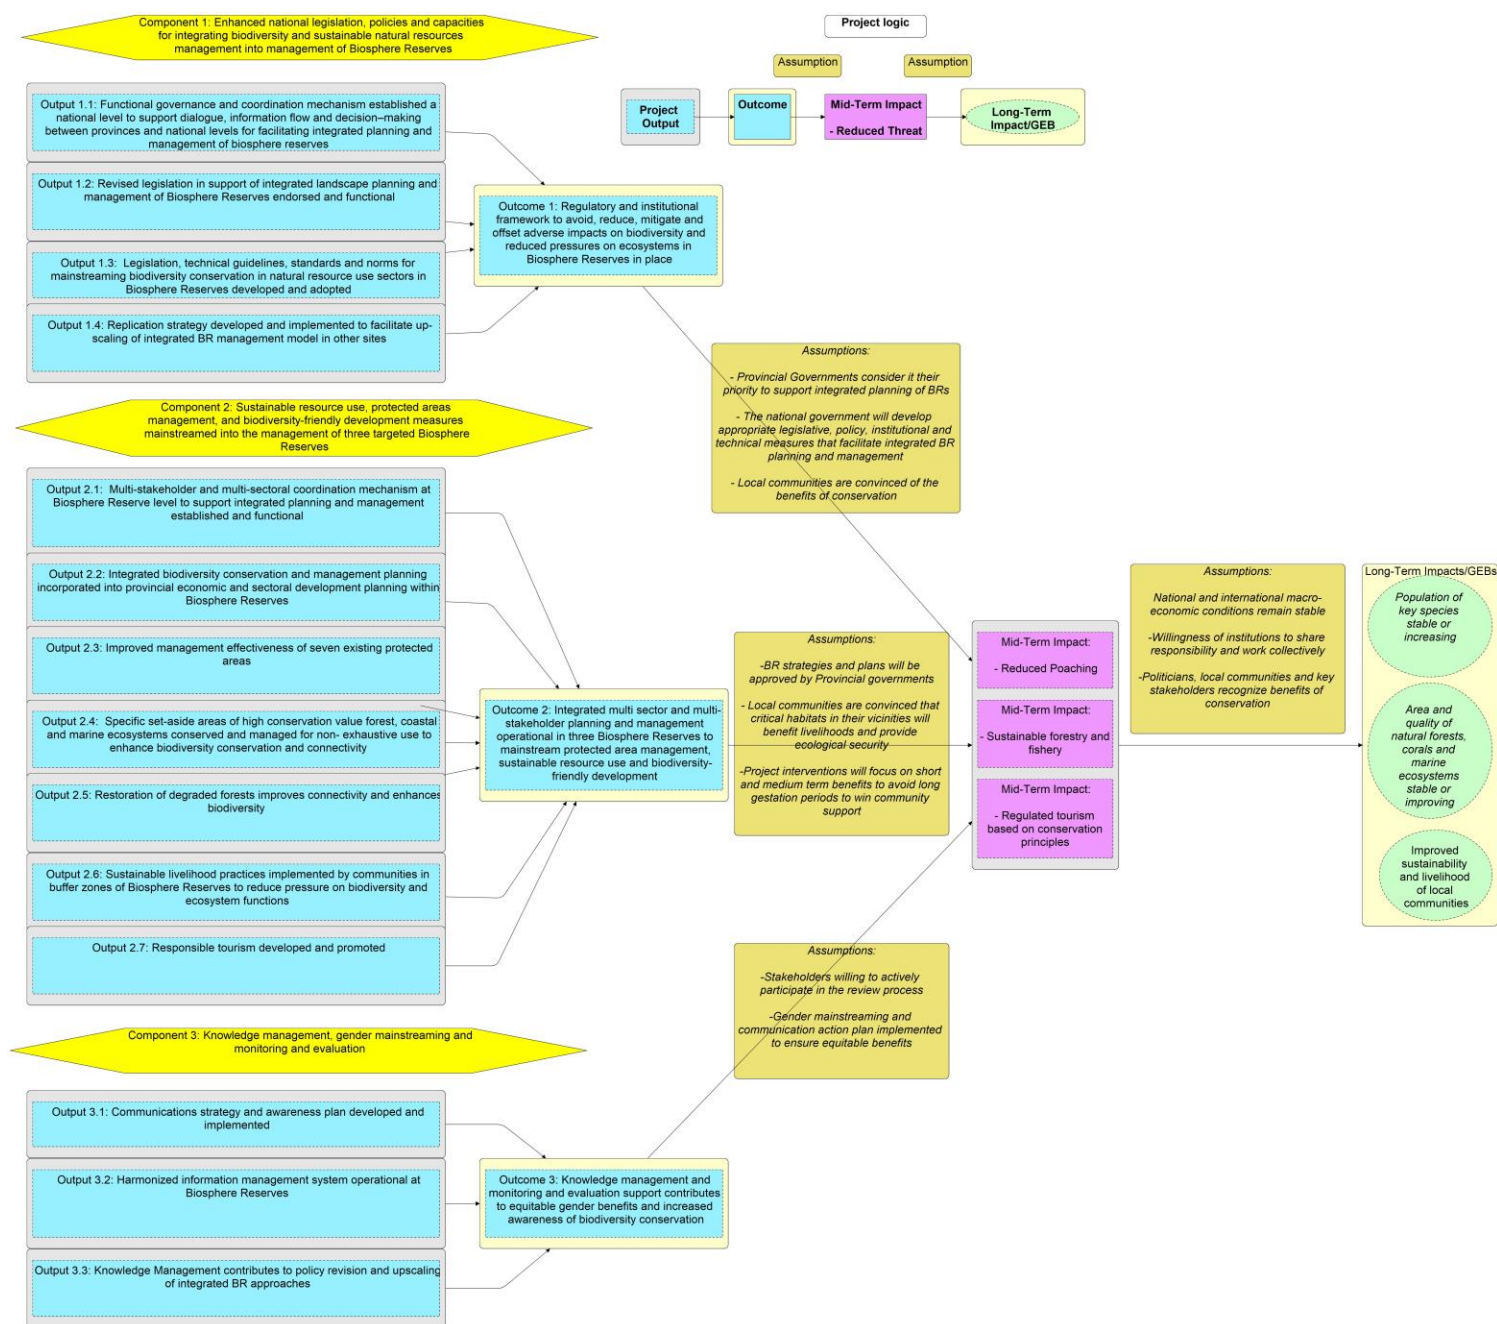 Component 1: Enhanced national legislation, policies and capacities
for integrating biodiversity and sustainable natural resources
management into management of Biosphere Reserves
Project logic
Assumption
Assumption
Project
Output
Outcome
Mid-Term Impact
- Reduced Threat
Long-Term
Impact/GEB
Output 1.1: Functional governance and coordination mechanism established a
national level to support dialogue, information flow and decision–making
between provinces and national levels for facilitating integrated planning and
management of biosphere reserves
Output 1.2: Revised legislation in support of integrated landscape planning and
management of Biosphere Reserves endorsed and functional
Output 1.3: Legislation, technical guidelines, standards and norms for
mainstreaming biodiversity conservation in natural resource use sectors in
Biosphere Reserves developed and adopted
Output 1.4: Replication strategy developed and implemented to facilitate up-
scaling of integrated BR management model in other sites
Outcome 1: Regulatory and institutional
framework to avoid, reduce, mitigate and
offset adverse impacts on biodiversity and
reduced pressures on ecosystems in
Biosphere Reserves in place
Assumptions:
- Provincial Governments consider it their
priority to support integrated planning of BRs
- The national government will develop
appropriate legislative, policy, institutional and
technical measures that facilitate integrated BR
planning and management
- Local communities are convinced of the
benefits of conservation
Component 2: Sustainable resource use, protected areas
management, and biodiversity-friendly development measures
mainstreamed into the management of three targeted Biosphere
Reserves
Output 2.1: Multi-stakeholder and multi-sectoral coordination mechanism at
Biosphere Reserve level to support integrated planning and management
established and functional
Output 2.2: Integrated biodiversity conservation and management planning
incorporated into provincial economic and sectoral development planning within
Biosphere Reserves
Output 2.3: Improved management effectiveness of seven existing protected
areas
Output 2.4: Specific set-aside areas of high conservation value forest, coastal
and marine ecosystems conserved and managed for non- exhaustive use to
enhance biodiversity conservation and connectivity
Output 2.5: Restoration of degraded forests improves connectivity and enhances
biodiversity
Output 2.6: Sustainable livelihood practices implemented by communities in
buffer zones of Biosphere Reserves to reduce pressure on biodiversity and
ecosystem functions
Output 2.7: Responsible tourism developed and promoted
Outcome 2: Integrated multi sector and multi-
stakeholder planning and management
operational in three Biosphere Reserves to
mainstream protected area management,
sustainable resource use and biodiversity-
friendly development
Assumptions:
-BR strategies and plans will be
approved by Provincial governments
- Local communities are convinced that
critical habitats in their vicinities will
benefit livelihoods and provide
ecological security
-Project interventions will focus on short
and medium term benefits to avoid long
gestation periods to win community
support
Mid-Term Impact:
- Reduced Poaching
Mid-Term Impact:
- Sustainable forestry and
fishery
Mid-Term Impact:
- Regulated tourism
based on conservation
principles
Assumptions:
National and international macro-
economic conditions remain stable
-Willingness of institutions to share
responsibility and work collectively
-Politicians, local communities and key
stakeholders recognize benefits of
conservation
Long-Term Impacts/GEBs
Population of
key species
stable or
increasing
Area and
quality of
natural forests,
corals and
marine
ecosystems
stable or
improving
Improved
sustainability
and livelihood
of local
communities
Component 3: Knowledge management, gender mainstreaming and
monitoring and evaluation
Output 3.1: Communications strategy and awareness plan developed and
implemented
Output 3.2: Harmonized information management system operational at
Biosphere Reserves
Output 3.3: Knowledge Management contributes to policy revision and upscaling
of integrated BR approaches
Outcome 3: Knowledge management and
monitoring and evaluation support contributes
to equitable gender benefits and increased
awareness of biodiversity conservation
Assumptions:
-Stakeholders willing to actively
participate in the review process
-Gender mainstreaming and
communication action plan implemented
to ensure equitable benefits